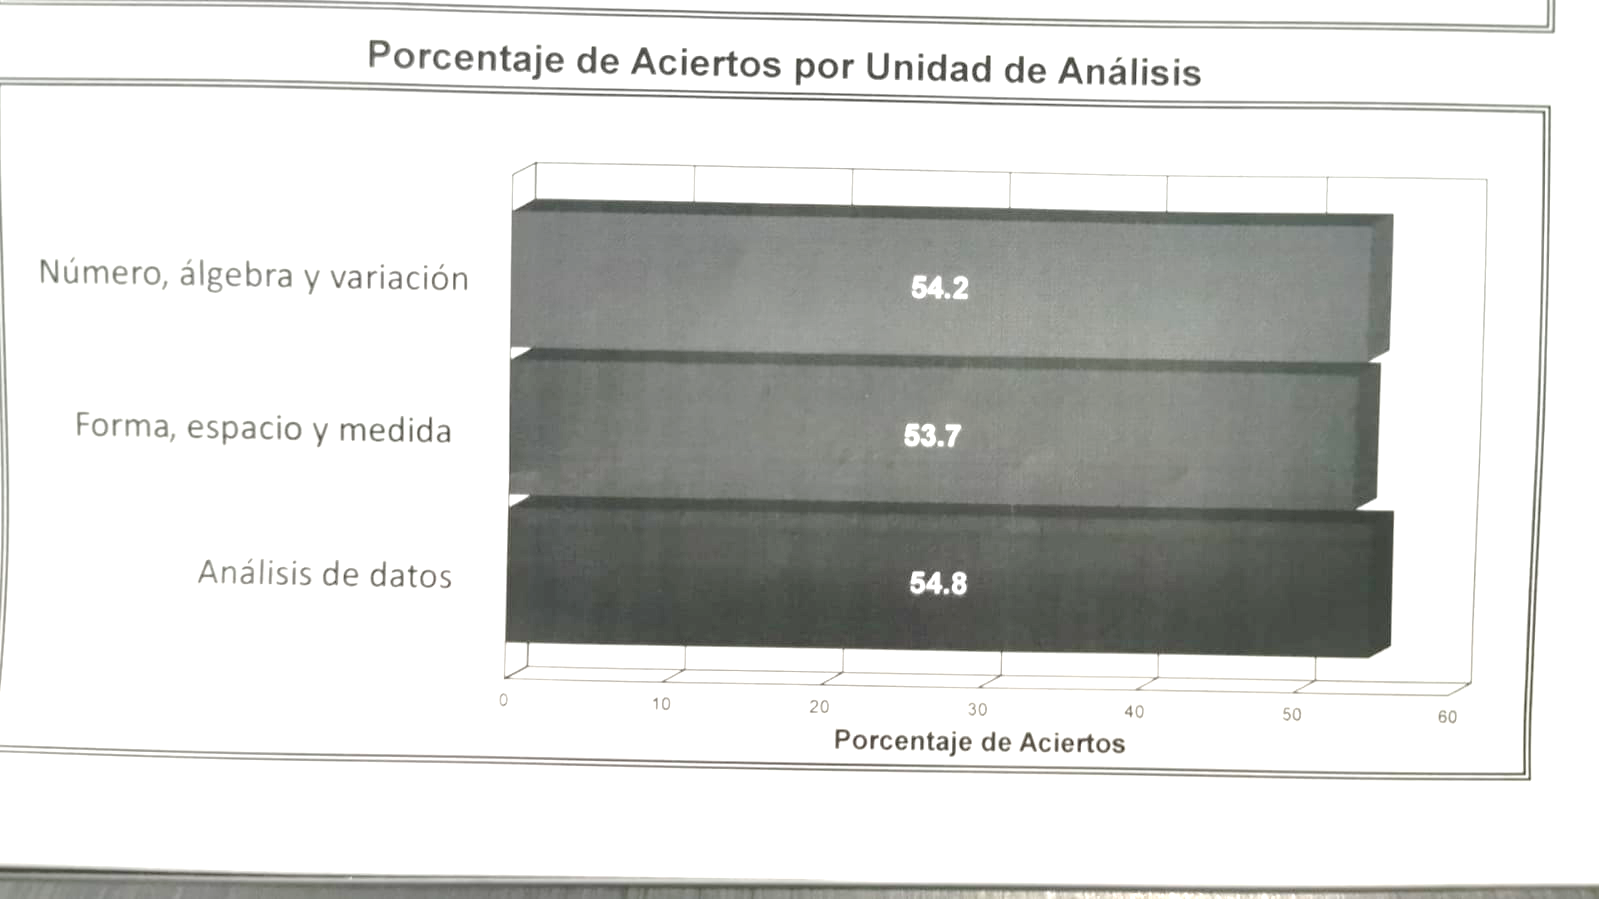 Porcentaje de Aciertos por Unidad de Análisis
Número, álgebra y variación
54.2
Forma, espacio y medida
53.7
Análisis de datos
54.8
0 10 20 30 40 50 60
Porcentaje de Aciertos